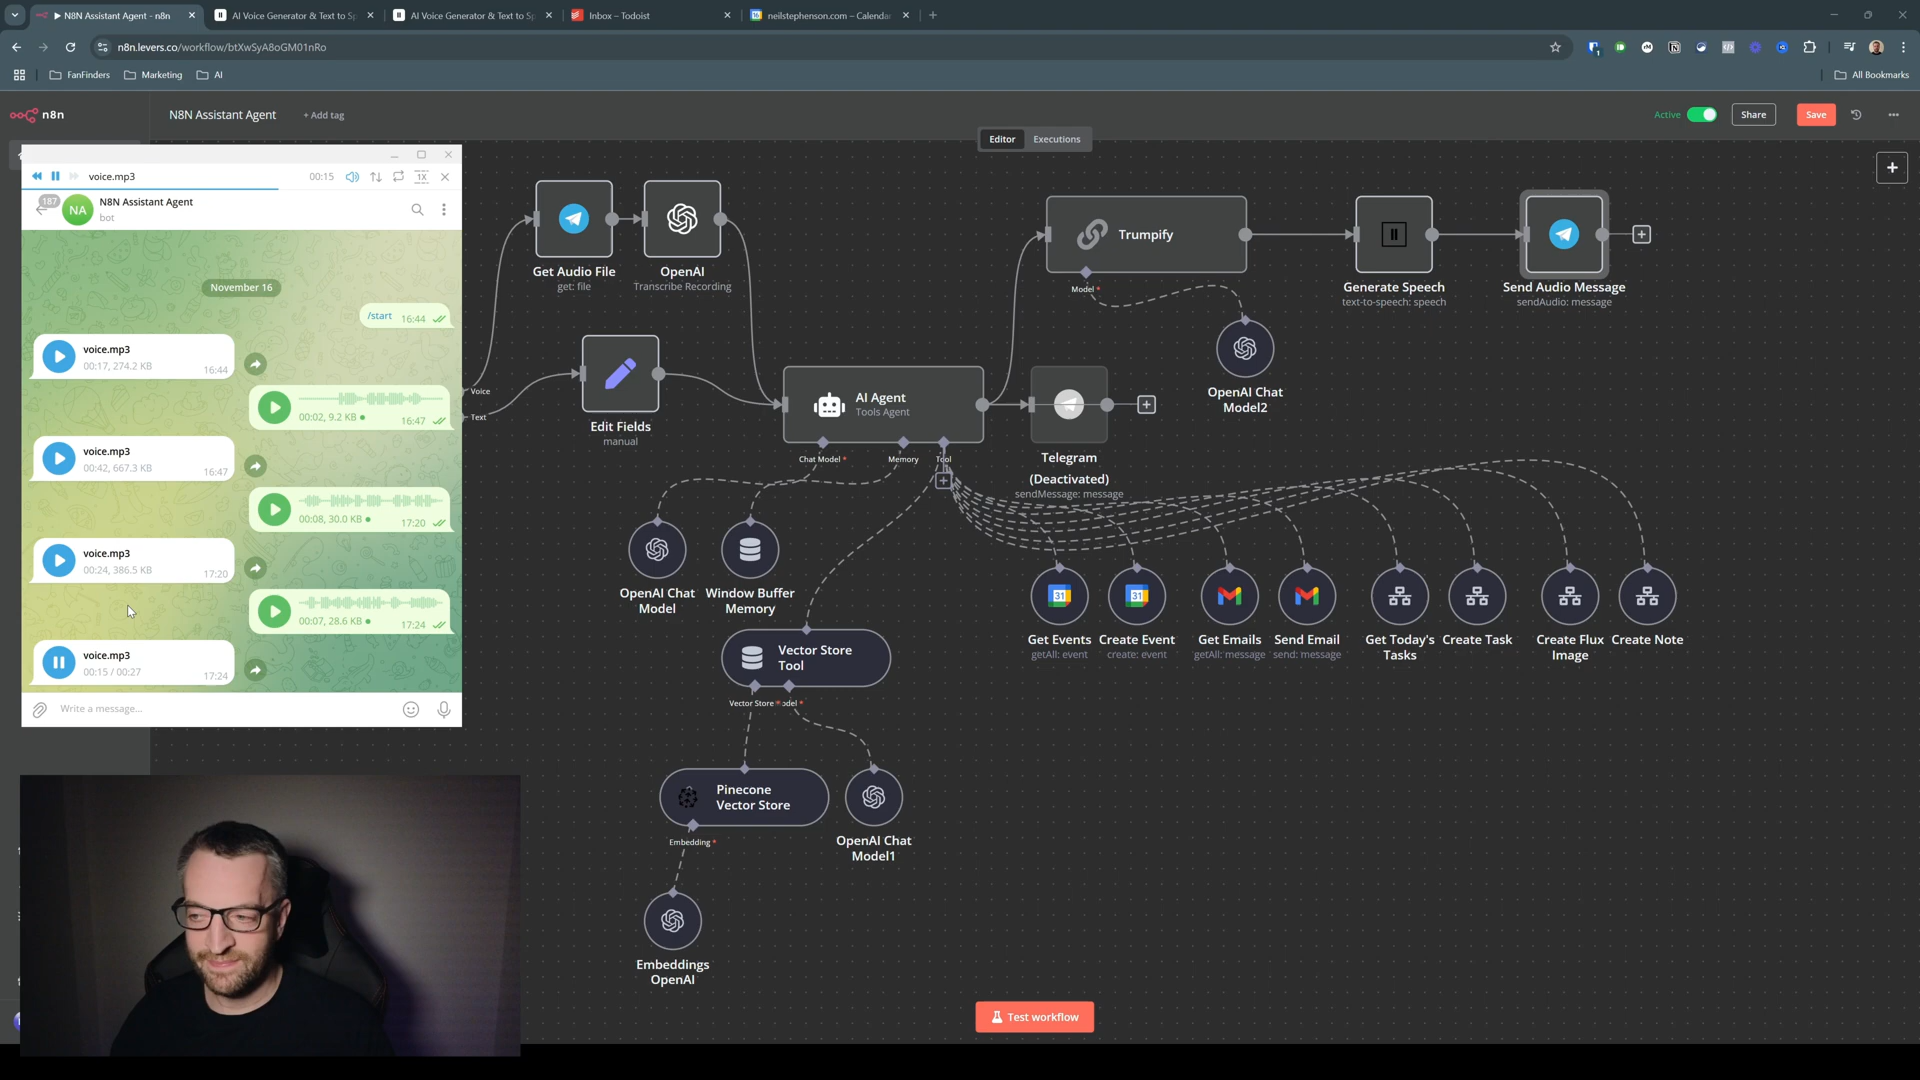 N8N Assistant Agent - n8n
AI Voice Generator & Text to Sp
AI Voice Generator & Text to Sp
Inbox – Todoist
neilstephenson.com – Calenda
n8n.levers.co/workflow/btXwSyA8oGM01nRo
FanFinders
Marketing
AI
All Bookmarks
n8n
N8N Assistant Agent
+ Add tag
Active
Share
Save
Editor
Executions
voice.mp3
00:15
1X
187
NA
N8N Assistant Agent
bot
November 16
/start 16:44
voice.mp3
00:17, 274.2 KB
16:44
00:02, 9.2 KB
16:47
voice.mp3
00:42, 667.3 KB
16:47
00:08, 30.0 KB
17:20
voice.mp3
00:24, 386.5 KB
17:20
00:07, 28.6 KB
17:24
voice.mp3
00:15 / 00:27
17:24
Write a message...
Voice
Text
Get Audio File
get: file
OpenAI
Transcribe Recording
Edit Fields
manual
AI Agent
Tools Agent
Chat Model *
Memory
Tool
Trumpify
Model *
OpenAI Chat
Model2
Generate Speech
text-to-speech: speech
Send Audio Message
sendAudio: message
Telegram
(Deactivated)
sendMessage: message
OpenAI Chat
Model
Window Buffer
Memory
Vector Store
Tool
Vector Store *
odel *
Pinecone
Vector Store
Embedding *
OpenAI Chat
Model1
Embeddings
OpenAI
31
Get Events
getAll: event
31
Create Event
create: event
Get Emails
getAll: message
Send Email
send: message
Get Today's
Tasks
Create Task
Create Flux
Image
Create Note
Test workflow